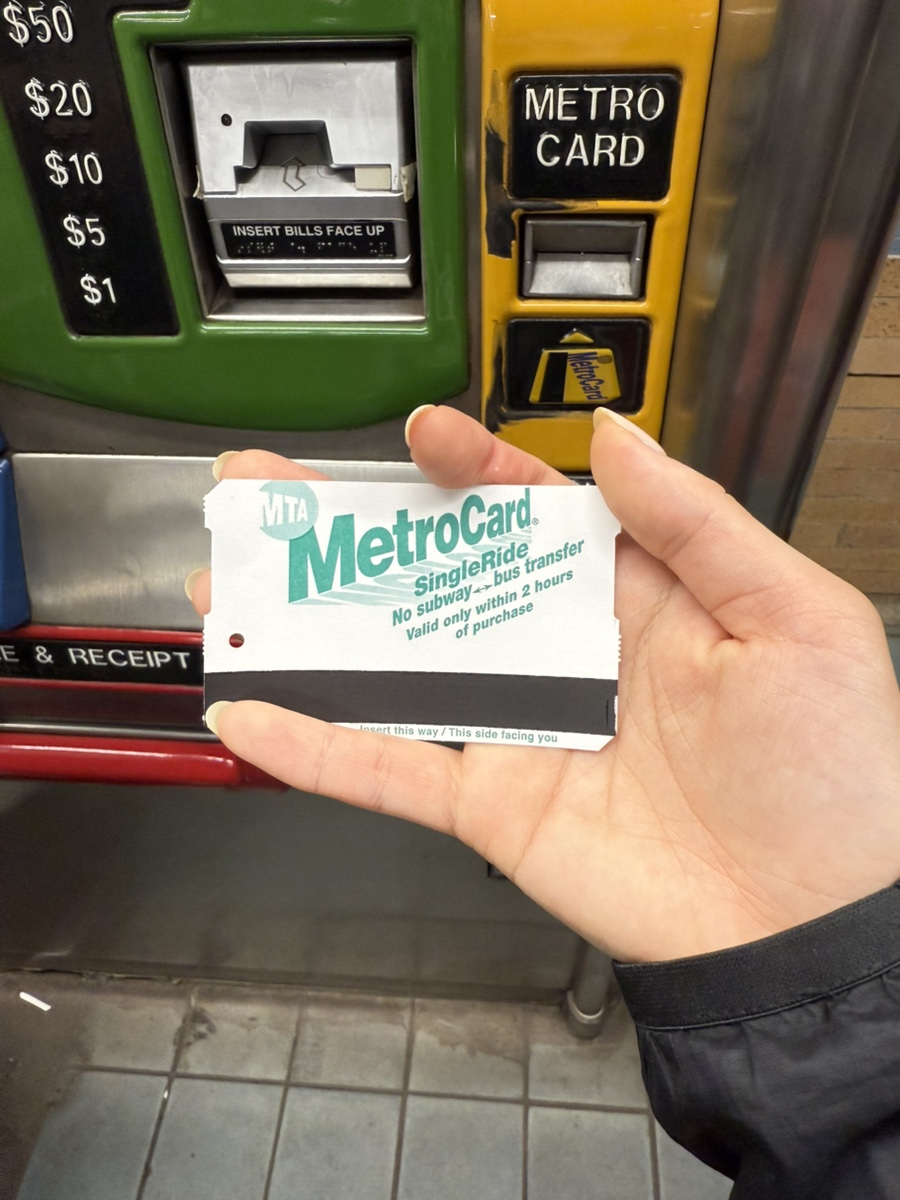 $50
$20
$10
$5
$1
INSERT BILLS FACE UP
METRO
CARD
MetroCard
MTA
MetroCard®
SingleRide
No subway↔bus transfer
Valid only within 2 hours
of purchase
Insert this way / This side facing you
E & RECEIPT